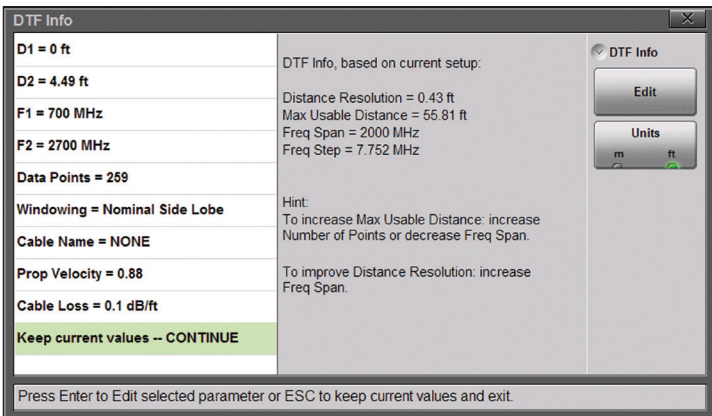 DTF Info
D1 = 0 ft
D2 = 4.49 ft
F1 = 700 MHz
F2 = 2700 MHz
Data Points = 259
Windowing = Nominal Side Lobe
Cable Name = NONE
Prop Velocity = 0.88
Cable Loss = 0.1 dB/ft
Keep current values -- CONTINUE
DTF Info, based on current setup:
Distance Resolution = 0.43 ft
Max Usable Distance = 55.81 ft
Freq Span = 2000 MHz
Freq Step = 7.752 MHz
Hint:
To increase Max Usable Distance: increase
Number of Points or decrease Freq Span.
To improve Distance Resolution: increase
Freq Span.
DTF Info
Edit
Units
m ft
Press Enter to Edit selected parameter or ESC to keep current values and exit.